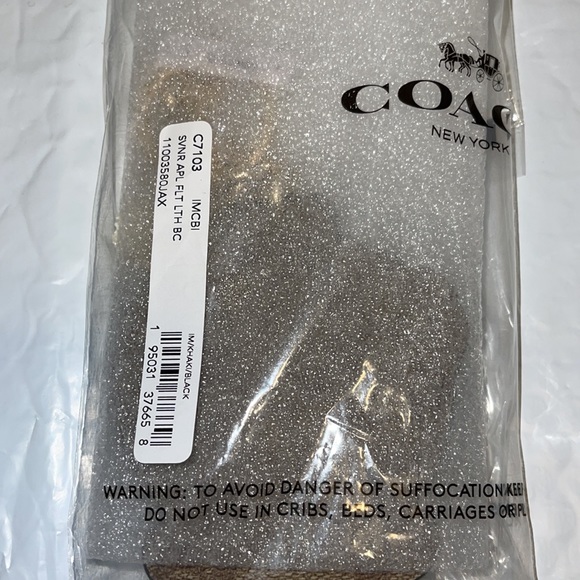 COAC
NEW YORK
C7103 IMCBI
SVNR APL FLT LTH BC
11003580JAX
IM/KHAKI/BLACK
1 95031 37665 8
WARNING: TO AVOID DANGER OF SUFFOCATION KEE
DO NOT USE IN CRIBS, BEDS, CARRIAGES OR PL